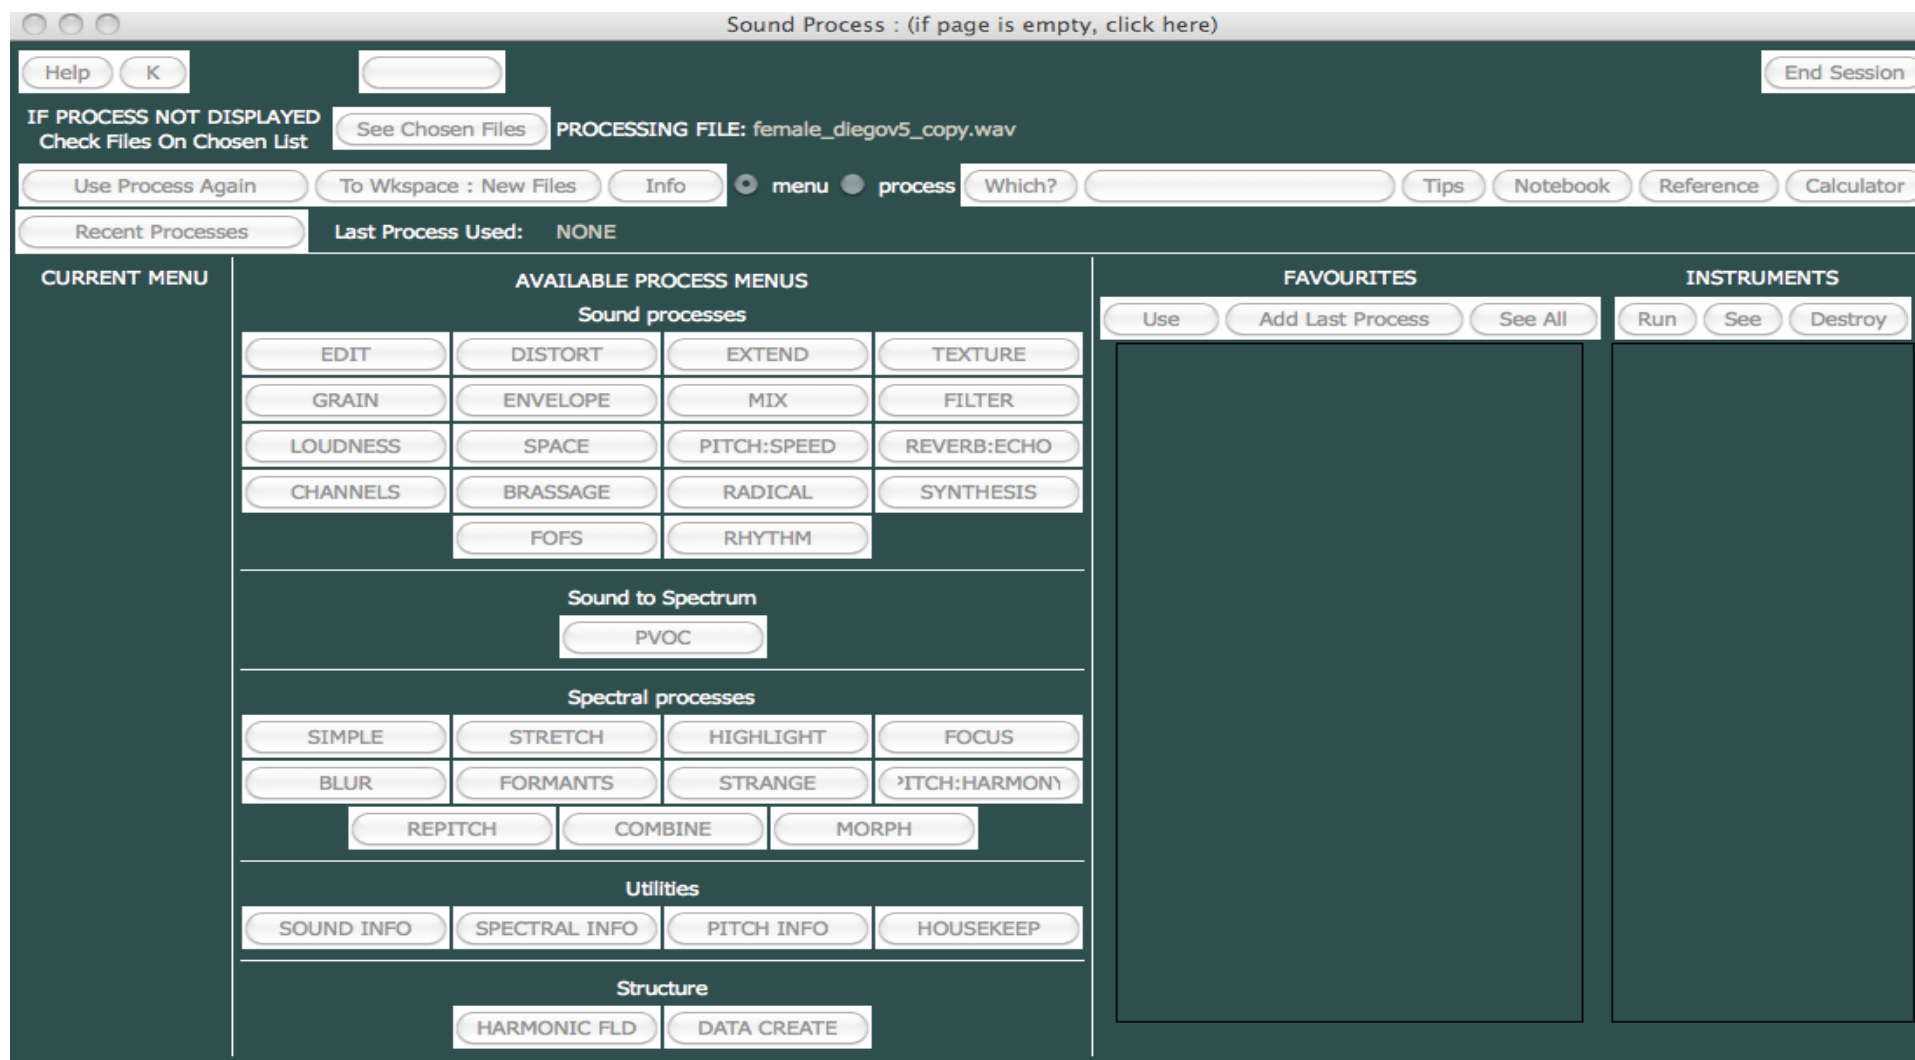 Sound Process : (if page is empty, click here)
Help K End Session
IF PROCESS NOT DISPLAYED
Check Files On Chosen List
See Chosen Files PROCESSING FILE: female_diegov5_copy.wav
Use Process Again To Wkspace : New Files Info menu process Which? Tips Notebook Reference Calculator
Recent Processes Last Process Used: NONE
CURRENT MENU
AVAILABLE PROCESS MENUS
Sound processes
EDIT DISTORT EXTEND TEXTURE
GRAIN ENVELOPE MIX FILTER
LOUDNESS SPACE PITCH:SPEED REVERB:ECHO
CHANNELS BRASSAGE RADICAL SYNTHESIS
FOFS RHYTHM
Sound to Spectrum
PVOC
Spectral processes
SIMPLE STRETCH HIGHLIGHT FOCUS
BLUR FORMANTS STRANGE PITCH:HARMONY
REPITCH COMBINE MORPH
Utilities
SOUND INFO SPECTRAL INFO PITCH INFO HOUSEKEEP
Structure
HARMONIC FLD DATA CREATE
FAVOURITES
Use Add Last Process See All
INSTRUMENTS
Run See Destroy